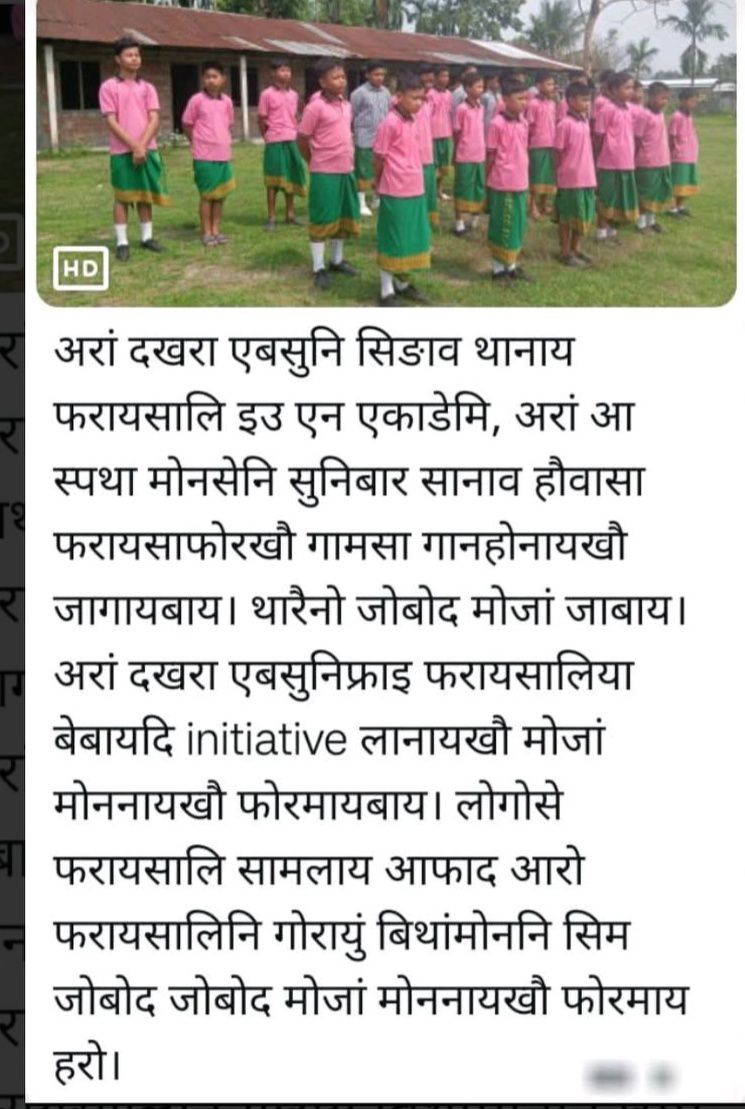 HD
अरां दखरा एबसुनि सिङाव थानाय
फरायसालि इउ एन एकाडेमि, अरां आ
स्पथा मोनसेनि सुनिबार सानाव हौवासा
फरायसाफोरखौ गामसा गानहोनायखौ
जागायबाय। थारैनो जोबोद मोजां जाबाय।
अरां दखरा एबसुनिफ्राइ फरायसालिया
बेबायदि initiative लानायखौ मोजां
मोननायखौ फोरमायबाय। लोगोसे
फरायसालि सामलाय आफाद आरो
फरायसालिनि गोरायुं बिथांमोननि सिम
जोबोद जोबोद मोजां मोननायखौ फोरमाय
हरो।